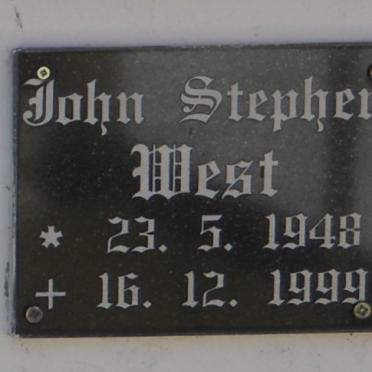 John Stephen
West
* 23. 5. 1948
+ 16. 12. 1999